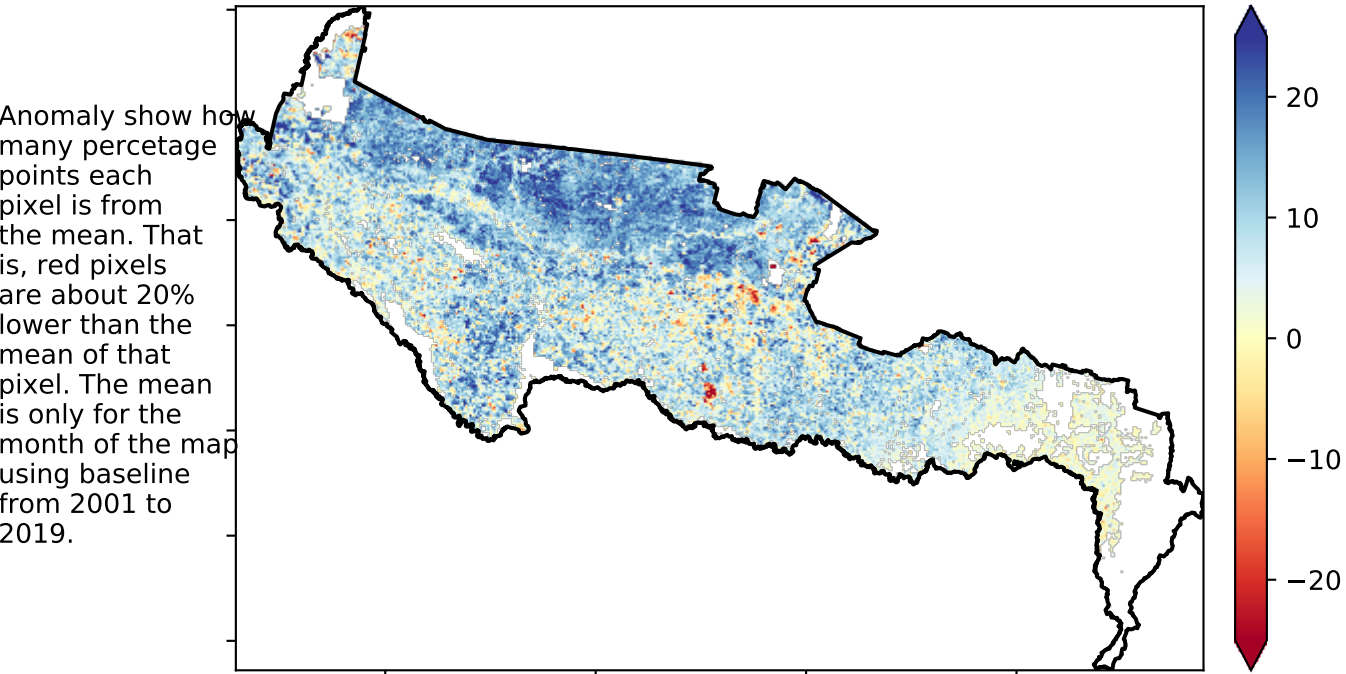 Anomaly show how
many percetage
points each
pixel is from
the mean. That
is, red pixels
are about 20%
lower than the
mean of that
pixel. The mean
is only for the
month of the map
using baseline
from 2001 to
2019.
20
10
0
−10
−20